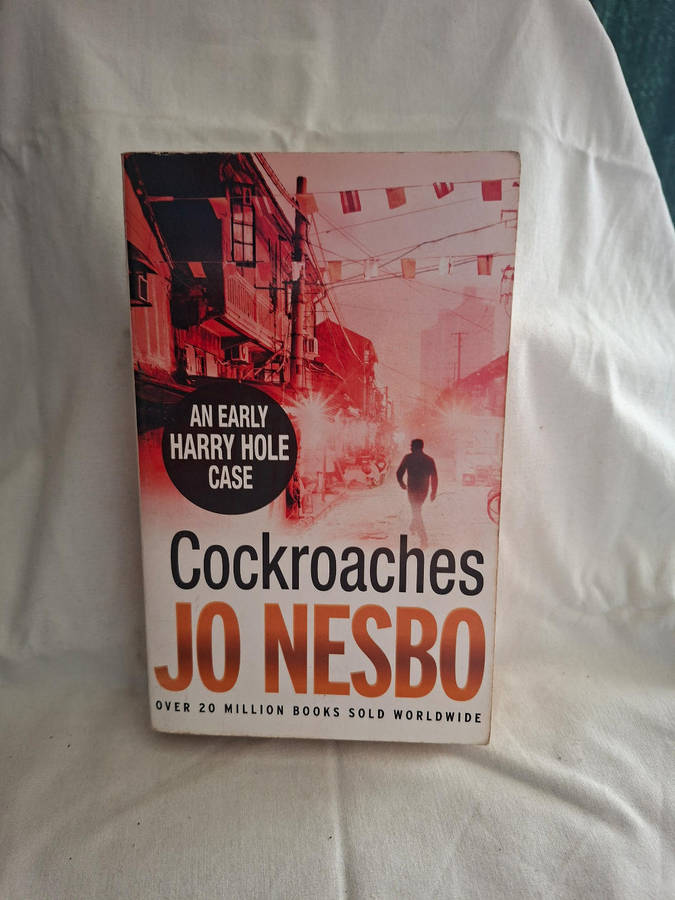 AN EARLY
HARRY HOLE
CASE
Cockroaches
JO NESBO
OVER 20 MILLION BOOKS SOLD WORLDWIDE